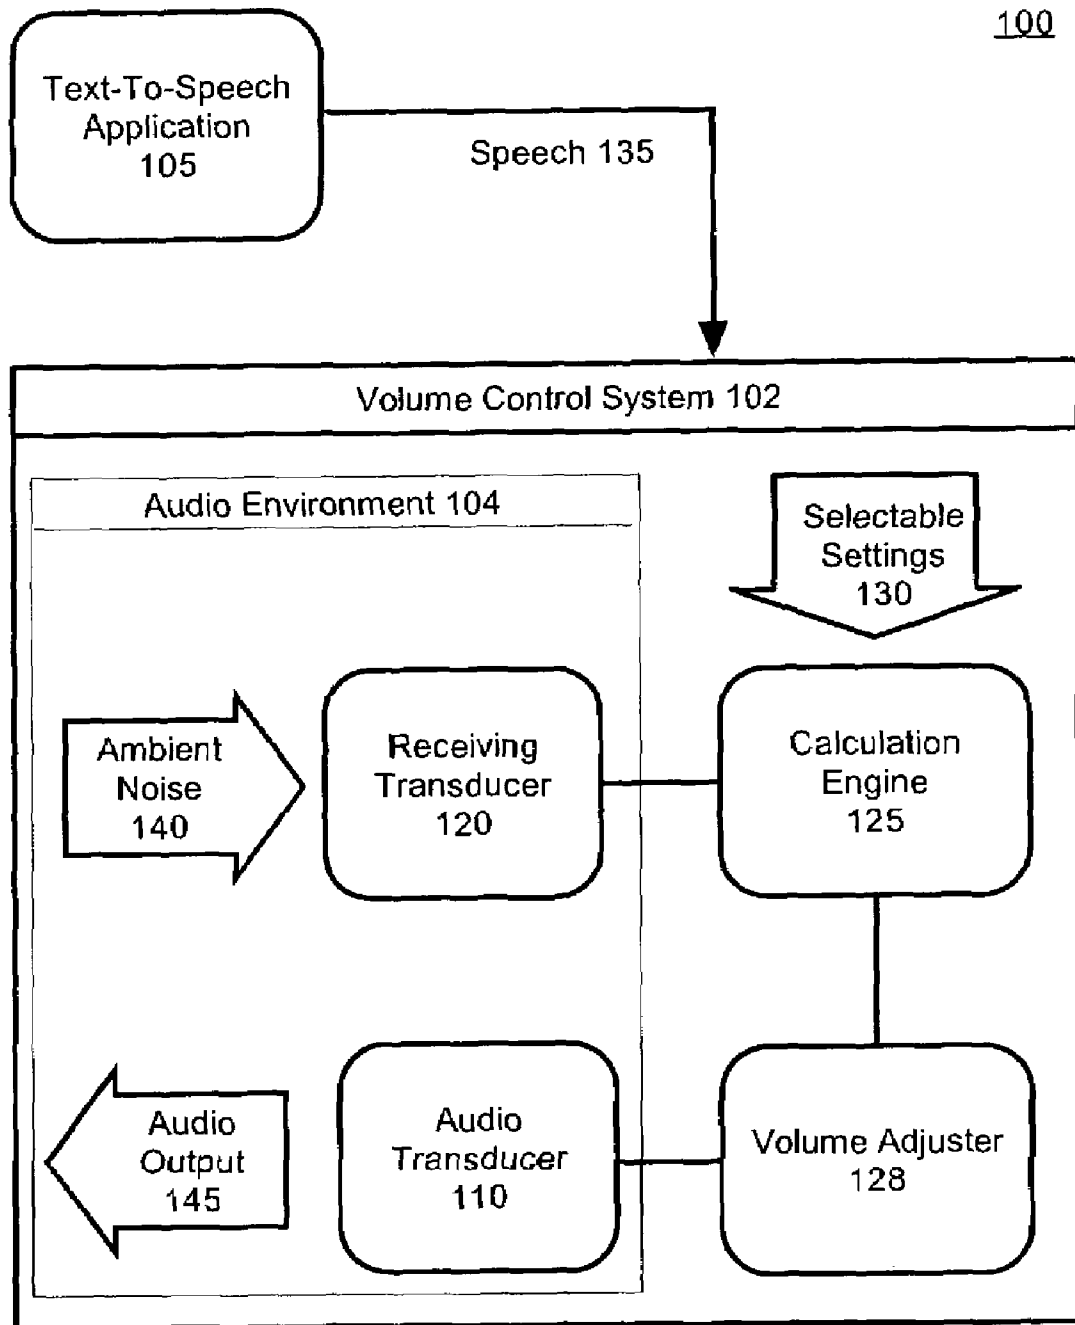 100
Text-To-Speech
Application
105
Speech 135
Volume Control System 102
Audio Environment 104
Selectable
Settings
130
Ambient
Noise
140
Receiving
Transducer
120
Calculation
Engine
125
Audio
Output
145
Audio
Transducer
110
Volume Adjuster
128